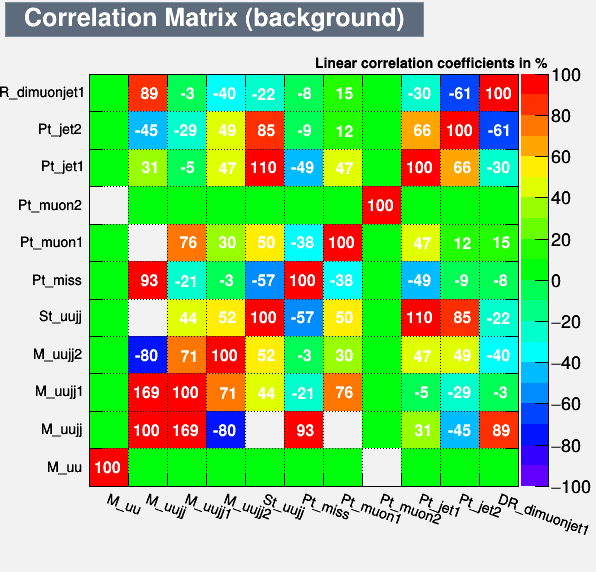 Correlation Matrix (background)
Linear correlation coefficients in %
R_dimuonjet1 89 -3 -40 -22 -8 15 -30 -61 100
Pt_jet2 -45 -29 49 85 -9 12 66 100 -61
Pt_jet1 31 -5 47 110 -49 47 100 66 -30
Pt_muon2 100
Pt_muon1 76 30 50 -38 100 47 12 15
Pt_miss 93 -21 -3 -57 100 -38 -49 -9 -8
St_uujj 44 52 100 -57 50 110 85 -22
M_uujj2 -80 71 100 52 -3 30 47 49 -40
M_uujj1 169 100 71 44 -21 76 -5 -29 -3
M_uujj 100 169 -80 93 31 -45 89
M_uu 100
M_uu M_uujj M_uujj1 M_uujj2 St_uujj Pt_miss Pt_muon1 Pt_muon2 Pt_jet1 Pt_jet2 DR_dimuonjet1
100
80
60
40
20
0
−20
−40
−60
−80
−100